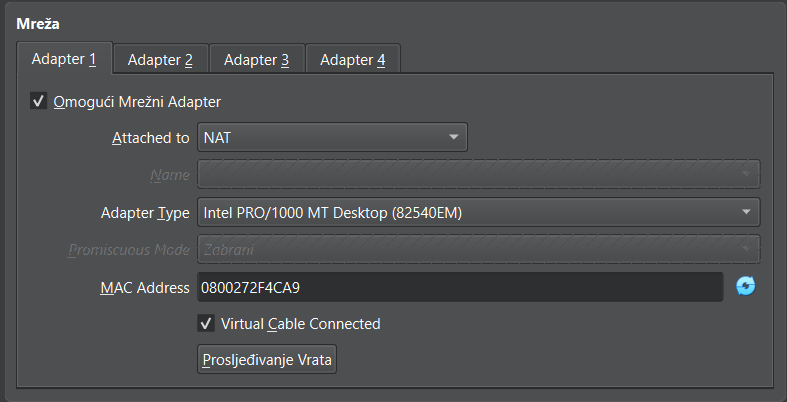 Mreža
Adapter 1 Adapter 2 Adapter 3 Adapter 4
Omogući Mrežni Adapter
Attached to NAT
Name
Adapter Type Intel PRO/1000 MT Desktop (82540EM)
Promiscuous Mode Zabrani
MAC Address 0800272F4CA9
Virtual Cable Connected
Prosljeđivanje Vrata